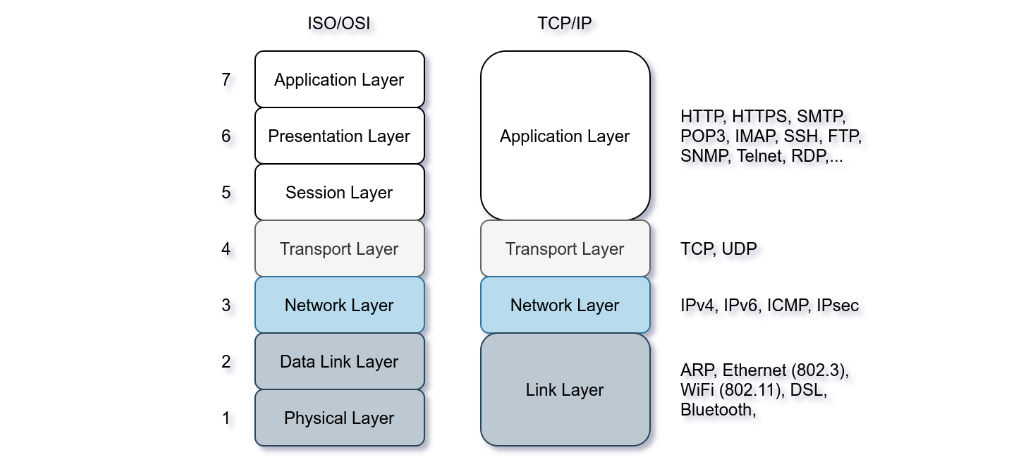 ISO/OSI
TCP/IP
7
Application Layer
6
Presentation Layer
5
Session Layer
4
Transport Layer
3
Network Layer
2
Data Link Layer
1
Physical Layer
Application Layer
Transport Layer
Network Layer
Link Layer
HTTP, HTTPS, SMTP,
POP3, IMAP, SSH, FTP,
SNMP, Telnet, RDP,...
TCP, UDP
IPv4, IPv6, ICMP, IPsec
ARP, Ethernet (802.3),
WiFi (802.11), DSL,
Bluetooth,